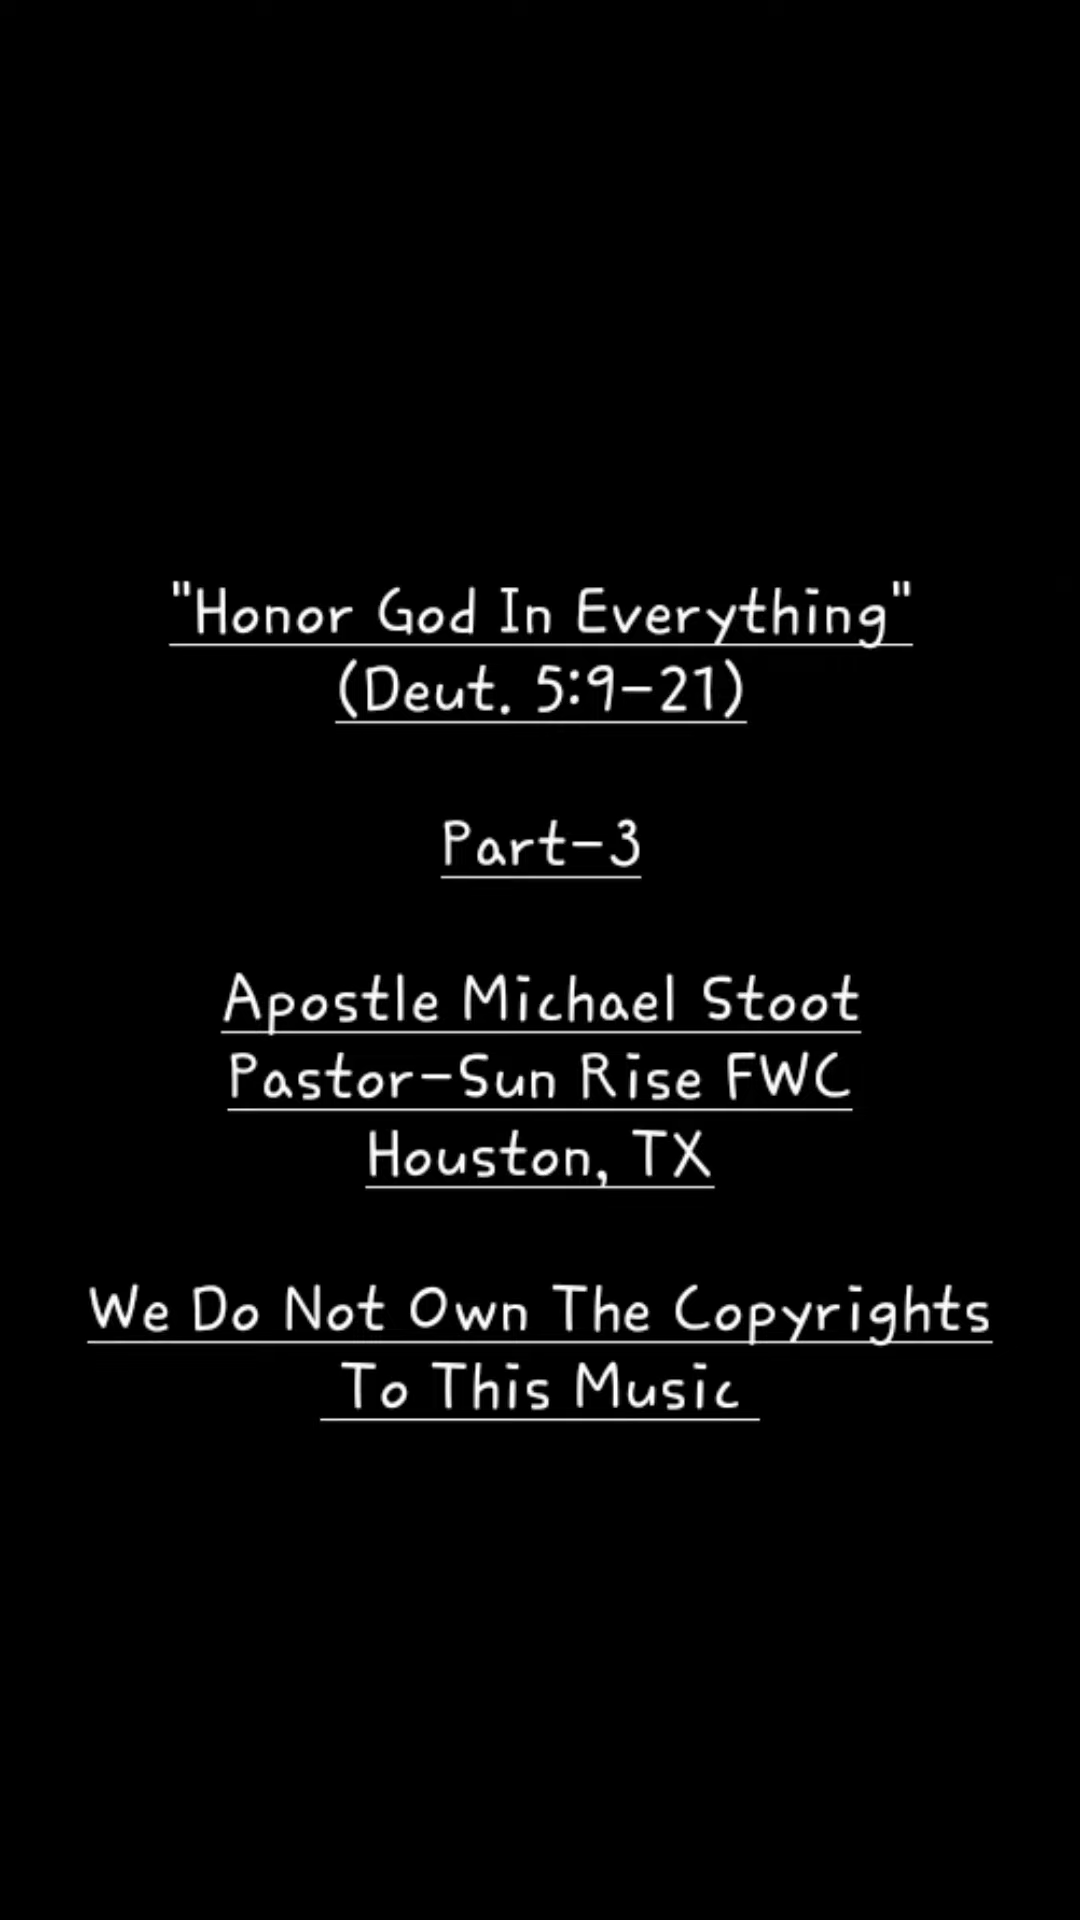 "Honor God In Everything"
(Deut. 5:9-21)
Part-3
Apostle Michael Stoot
Pastor-Sun Rise FWC
Houston, TX
We Do Not Own The Copyrights
To This Music